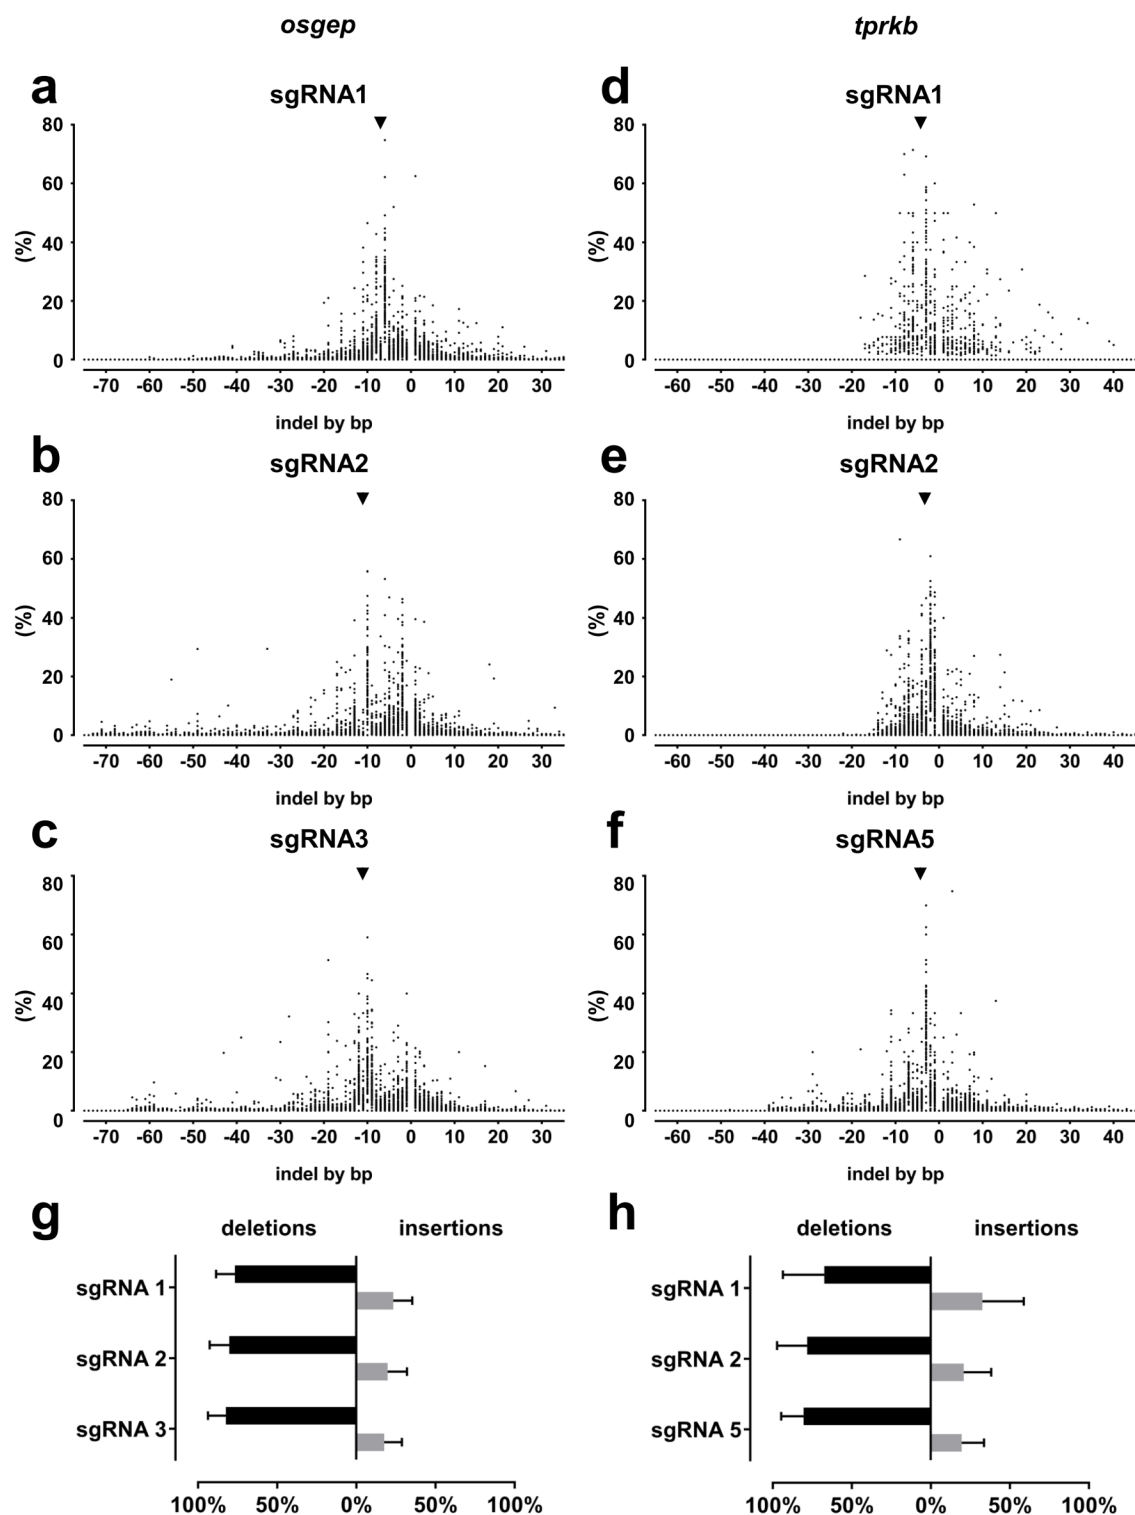 osgep
tprkb
a
sgRNA1
80
60
40
20
0
(%)
-70 -60 -50 -40 -30 -20 -10 0 10 20 30
indel by bp
d
sgRNA1
80
60
40
20
0
(%)
-60 -50 -40 -30 -20 -10 0 10 20 30 40
indel by bp
b
sgRNA2
80
60
40
20
0
(%)
-70 -60 -50 -40 -30 -20 -10 0 10 20 30
indel by bp
e
sgRNA2
80
60
40
20
0
(%)
-60 -50 -40 -30 -20 -10 0 10 20 30 40
indel by bp
c
sgRNA3
80
60
40
20
0
(%)
-70 -60 -50 -40 -30 -20 -10 0 10 20 30
indel by bp
f
sgRNA5
80
60
40
20
0
(%)
-60 -50 -40 -30 -20 -10 0 10 20 30 40
indel by bp
g
deletions insertions
sgRNA 1
sgRNA 2
sgRNA 3
100% 50% 0% 50% 100%
h
deletions insertions
sgRNA 1
sgRNA 2
sgRNA 5
100% 50% 0% 50% 100%